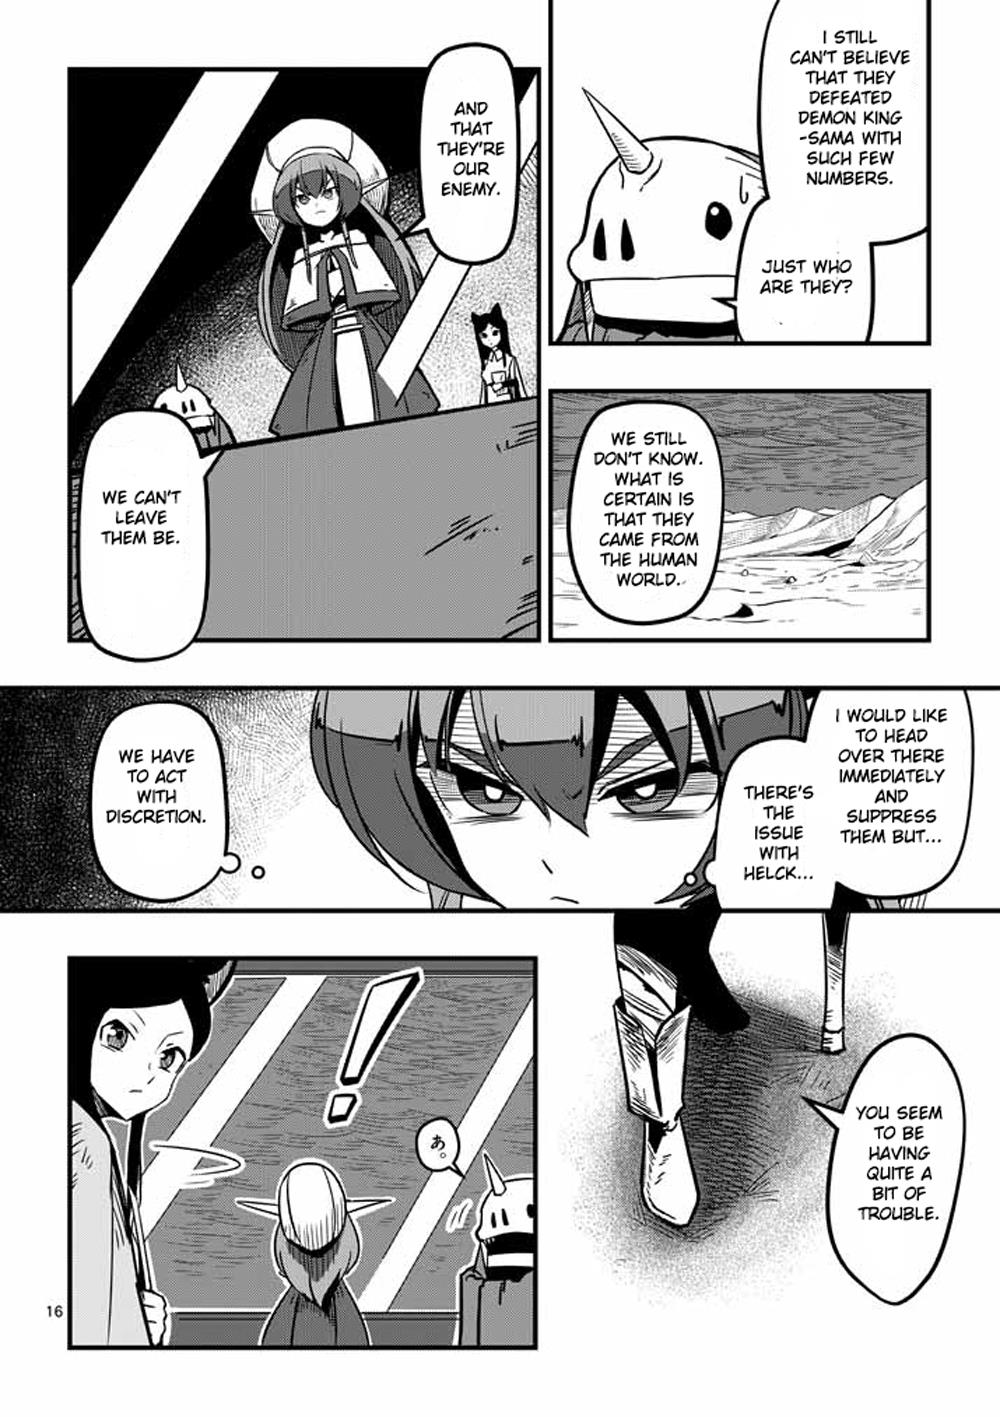 I STILL
CAN'T BELIEVE
THAT THEY
DEFEATED
DEMON KING
-SAMA WITH
SUCH FEW
NUMBERS.
JUST WHO
ARE THEY?
AND
THAT
THEY'RE
OUR
ENEMY.
WE STILL
DON'T KNOW.
WHAT IS
CERTAIN IS
THAT THEY
CAME FROM
THE HUMAN
WORLD.
WE CAN'T
LEAVE
THEM BE.
I WOULD LIKE
TO HEAD
OVER THERE
IMMEDIATELY
AND
SUPPRESS
THEM BUT...
THERE'S
THE
ISSUE
WITH
HELCK...
WE HAVE
TO ACT
WITH
DISCRETION.
YOU SEEM
TO BE
HAVING
QUITE A
BIT OF
TROUBLE.
!
あ。
16